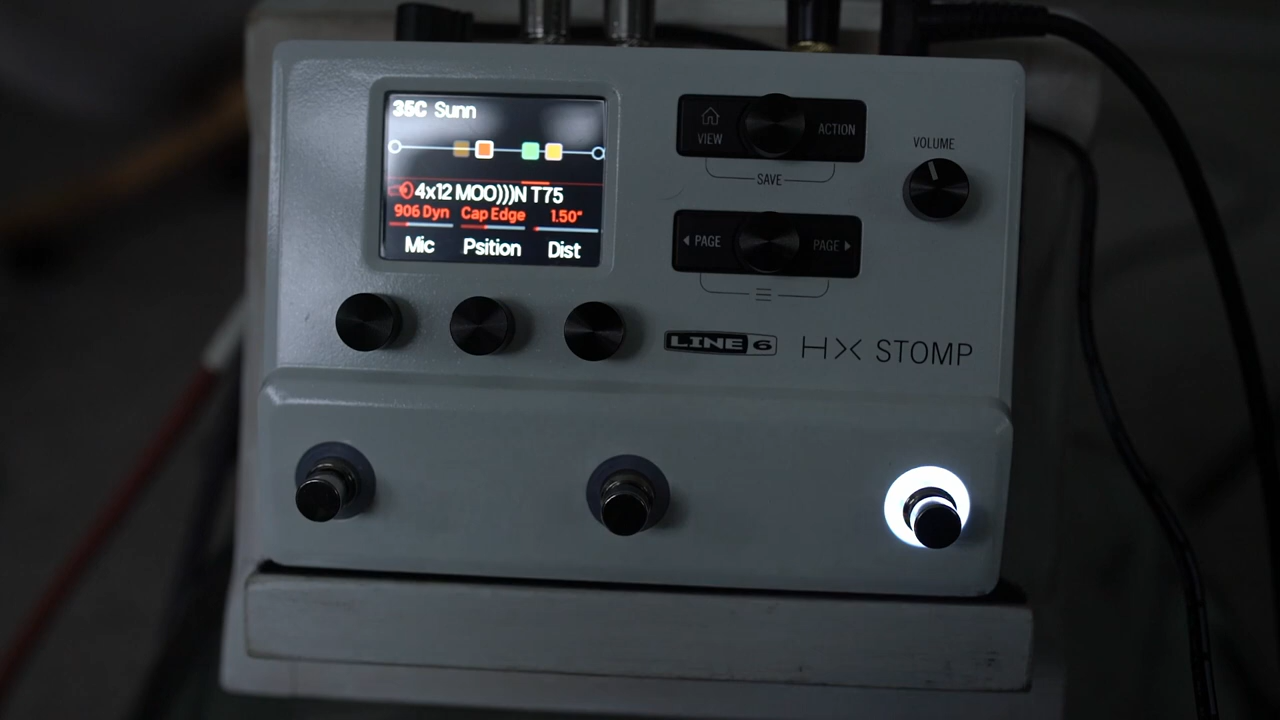 35C Sunn
4x12 MOO)))N T75
906 Dyn Cap Edge 1.50"
Mic Psition Dist
VIEW ACTION
SAVE
PAGE PAGE
VOLUME
LINE 6 HX STOMP